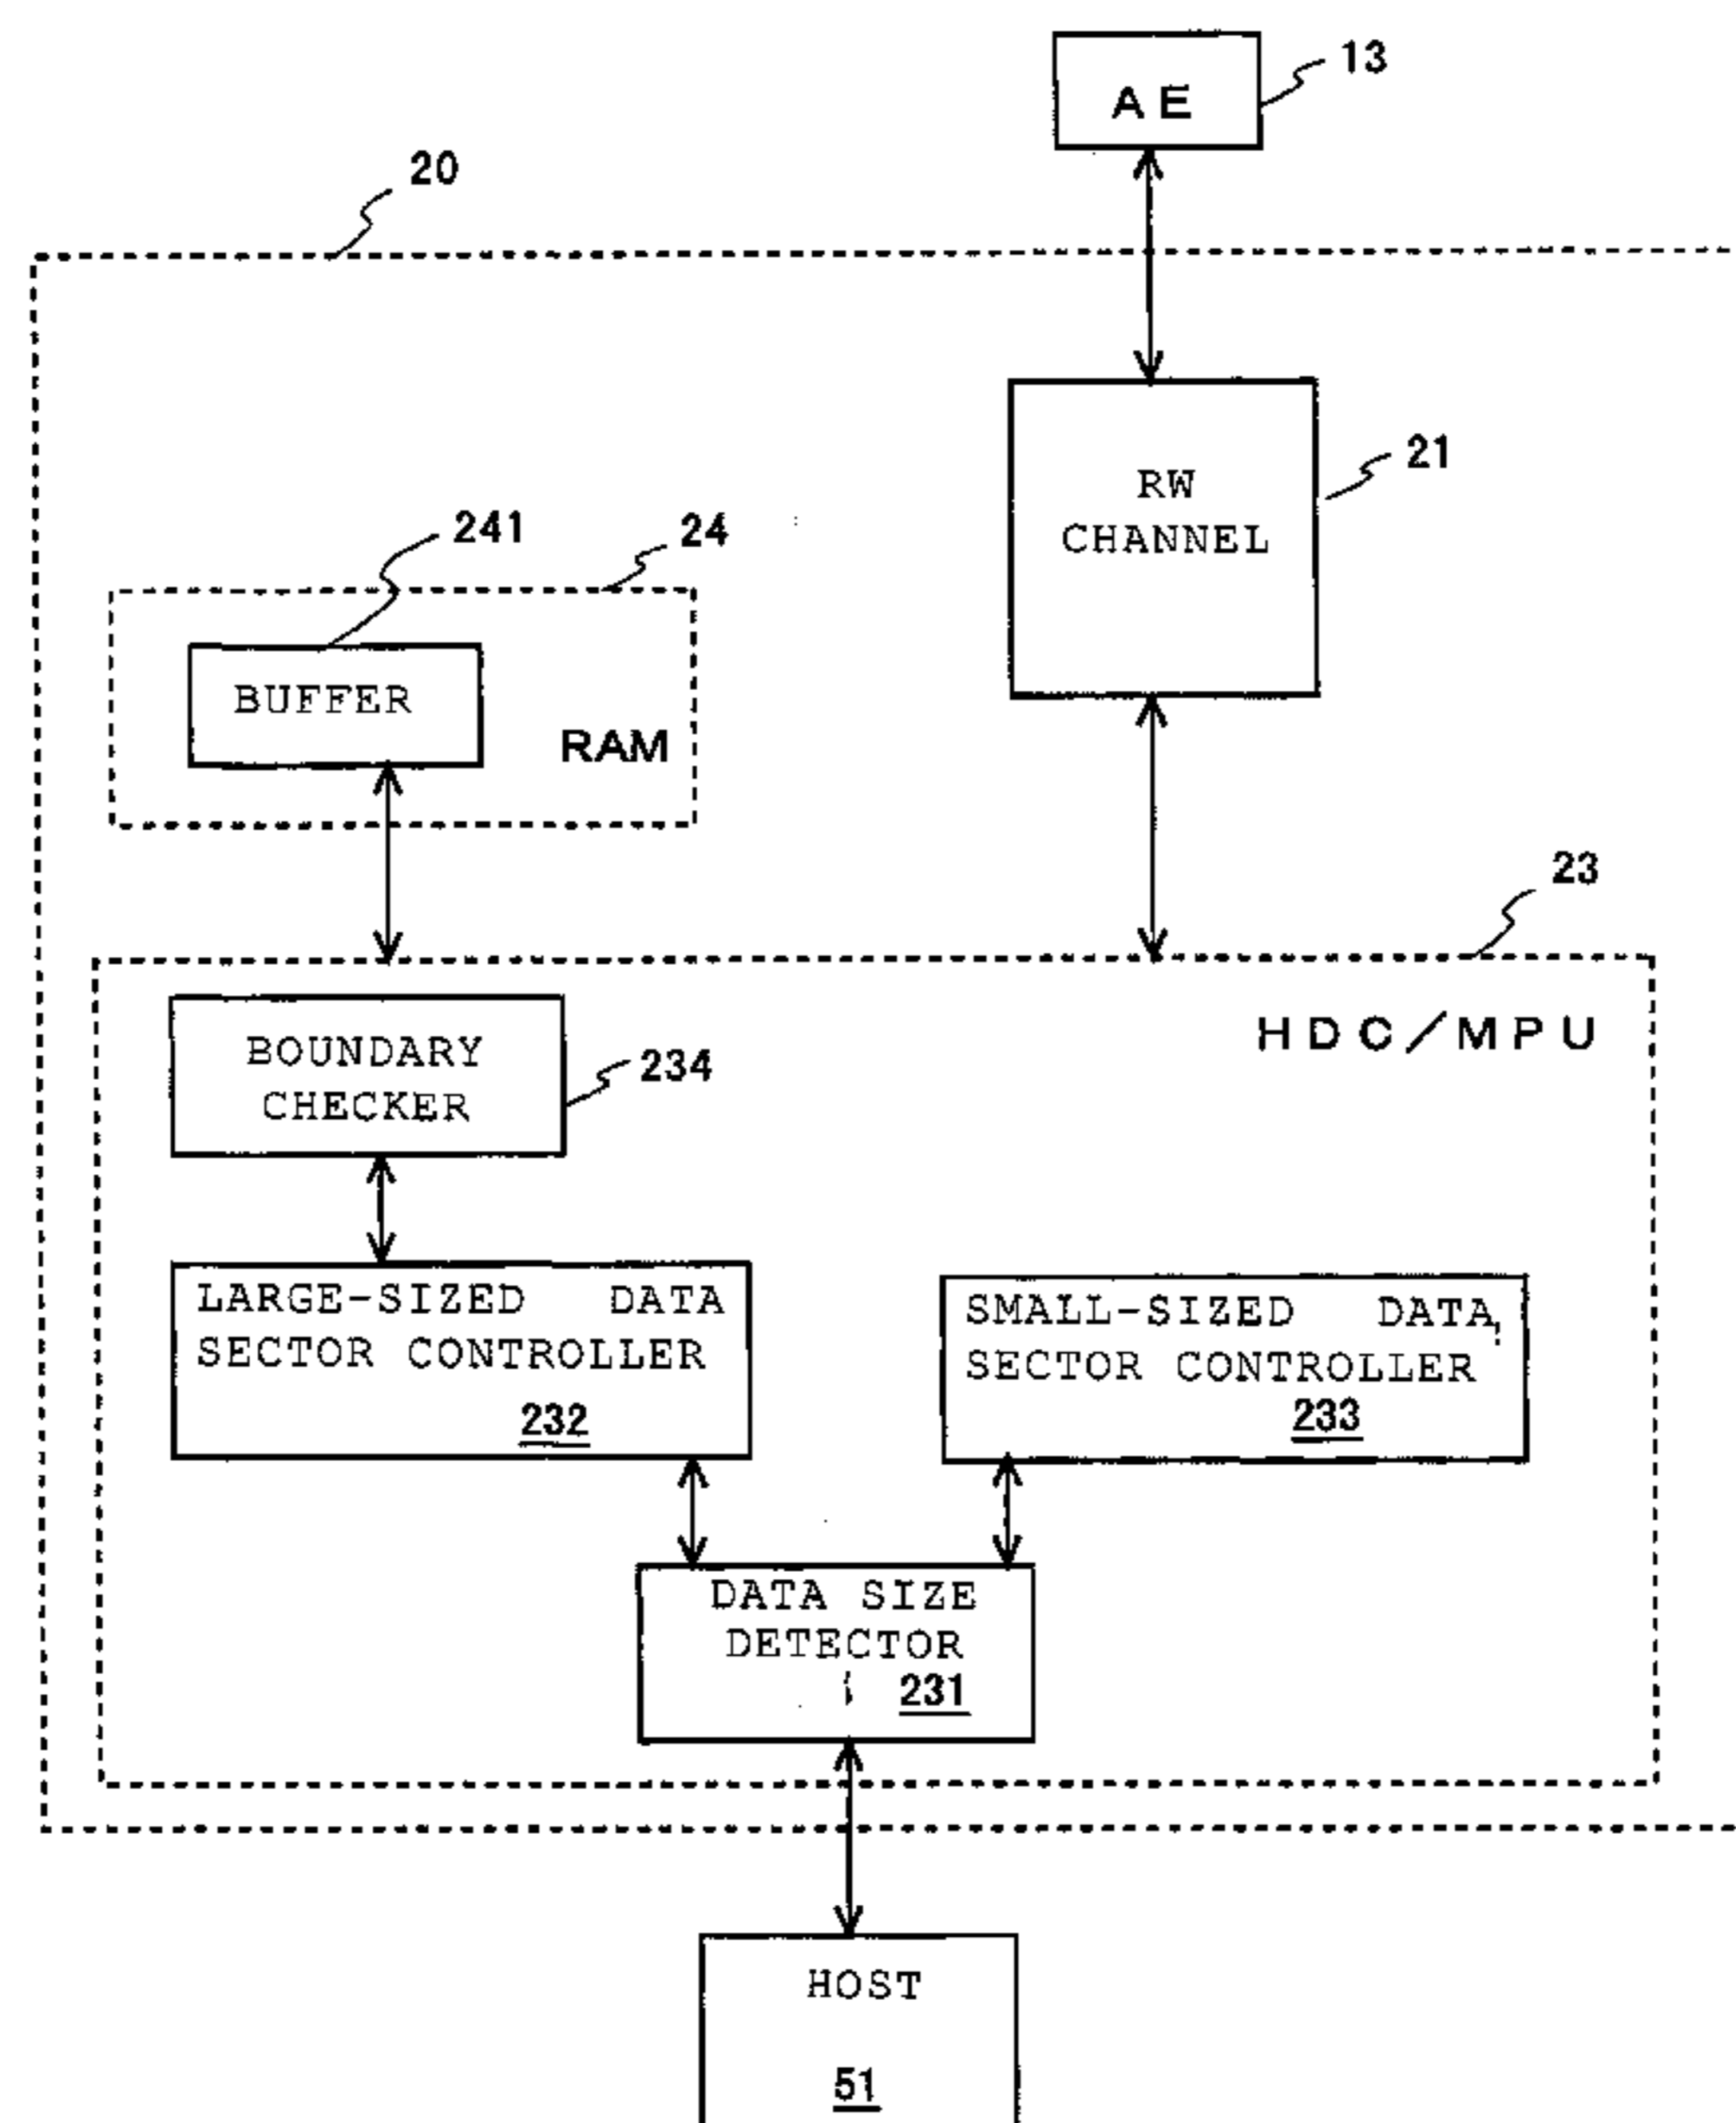 13
AE
20
21
RW
CHANNEL
241
24
BUFFER
RAM
23
HDC/MPU
BOUNDARY
CHECKER
234
LARGE-SIZED DATA
SECTOR CONTROLLER
232
SMALL-SIZED DATA
SECTOR CONTROLLER
233
DATA SIZE
DETECTOR
231
HOST
51